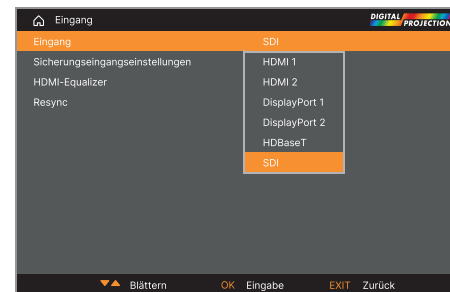 Eingang
DIGITAL PROJECTION
Eingang SDI
Sicherungseingangseinstellungen HDMI 1
HDMI-Equalizer HDMI 2
Resync DisplayPort 1
DisplayPort 2
HDBaseT
SDI
Blättern OK Eingabe EXIT Zurück